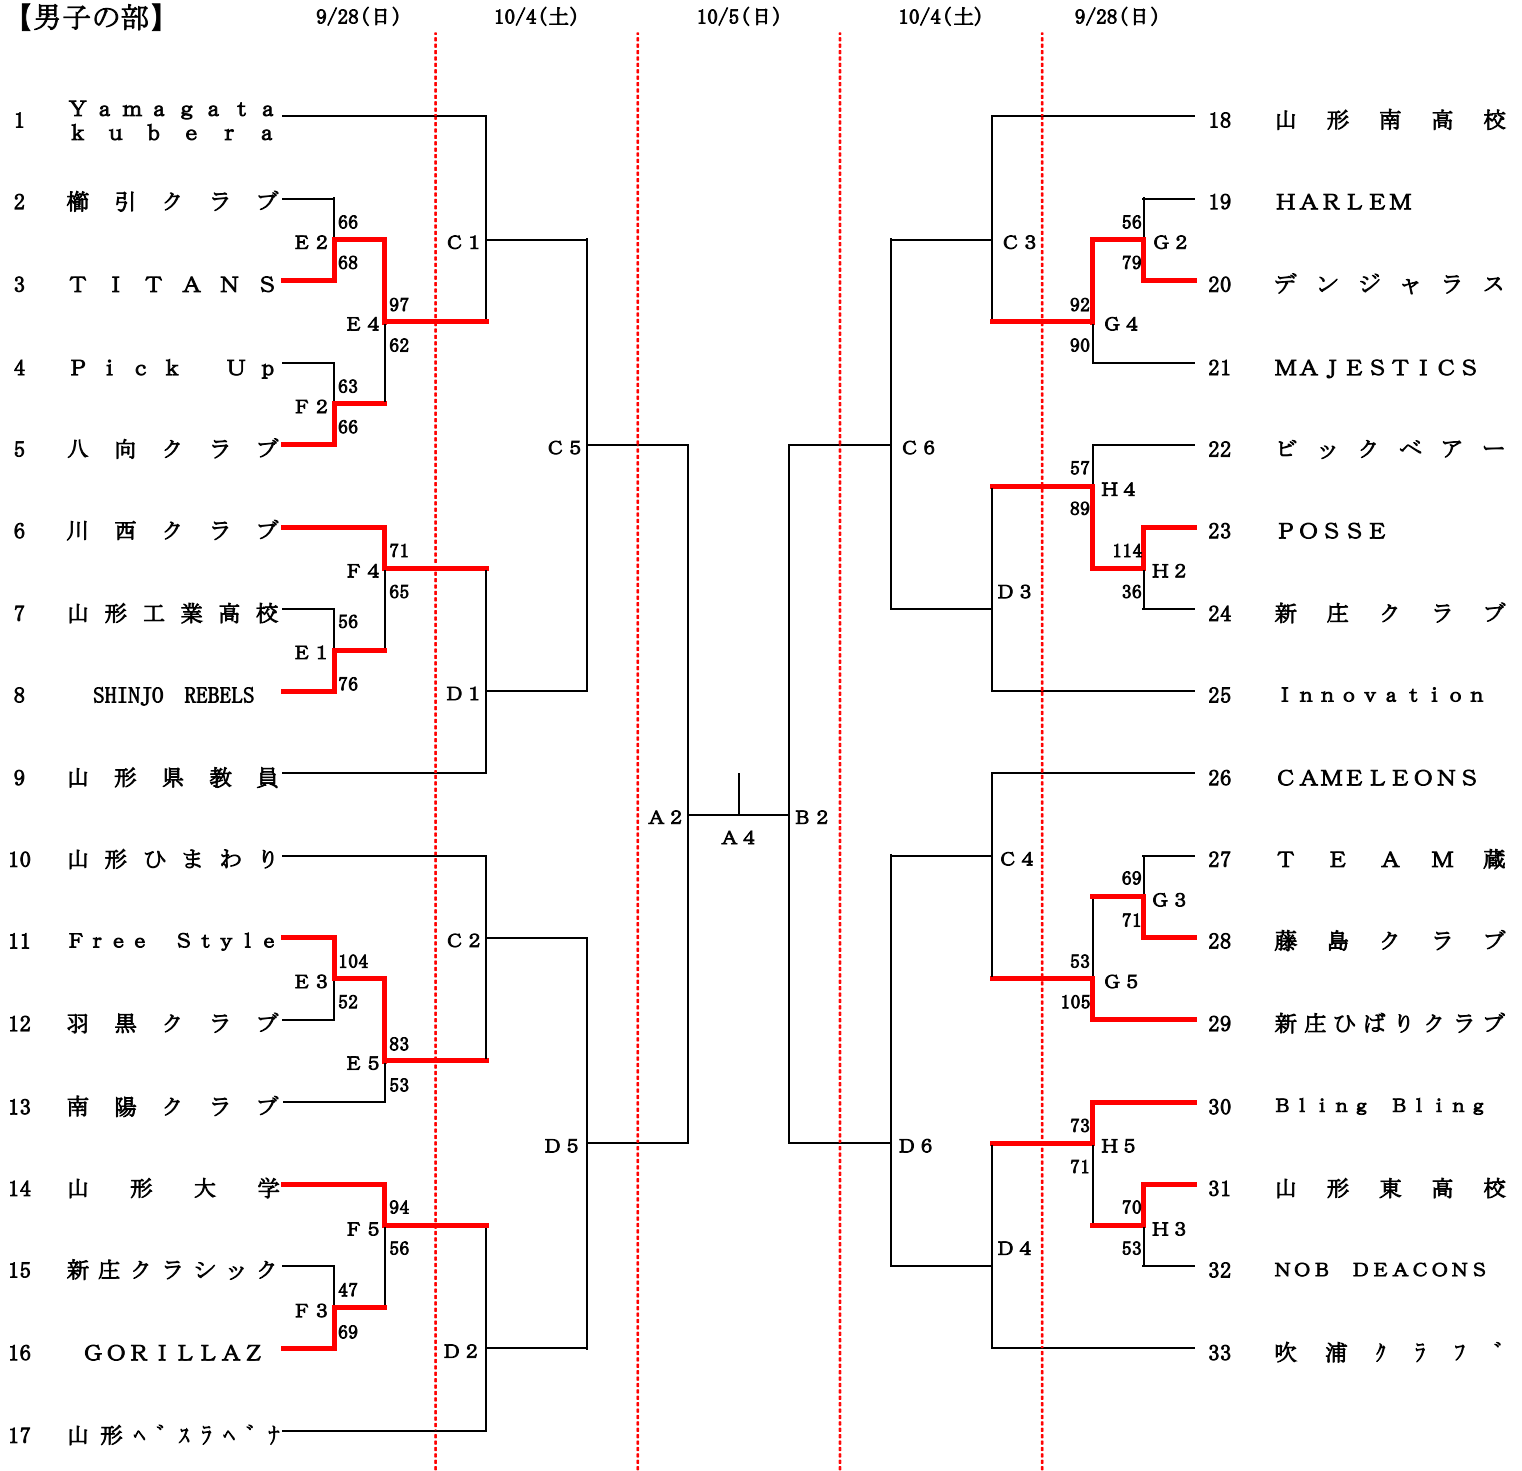 【男子の部】 9/28(日) 10/4(土) 10/5(日) 10/4(土) 9/28(日)
1 Yamagata kubera
2 櫛引クラブ
66
E2
68
3 TITANS
97
E4
62
4 Pick Up
63
F2
66
5 八向クラブ
C1
C5
6 川西クラブ
71
F4
65
7 山形工業高校
56
E1
76
8 SHINJO REBELS
D1
9 山形県教員
A2
A4
B2
10 山形ひまわり
11 Free Style
104
E3
52
C2
12 羽黒クラブ
83
E5
53
13 南陽クラブ
D5
14 山形大学
94
F5
56
15 新庄クラシック
47
F3
69
16 GORILLAZ
D2
17 山形ベスラベナ
18 山形南高校
19 HARLEM
56
G2
79
C3
20 デンジャラス
92
G4
90
21 MAJESTICS
C6
22 ビックベアー
57
H4
89
23 POSSE
114
H2
36
D3
24 新庄クラブ
25 Innovation
26 CAMELEONS
C4
27 TEAM蔵
69
G3
71
28 藤島クラブ
53
G5
105
29 新庄ひばりクラブ
D6
30 Bling Bling
73
H5
71
31 山形東高校
70
H3
53
D4
32 NOB DEACONS
33 吹浦クラブ